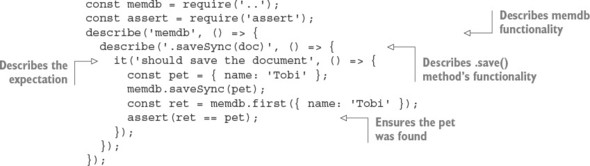 const memdb = require('..');
const assert = require('assert');
describe('memdb', () => {
Describes memdb
functionality
describe('.saveSync(doc)', () => {
Describes the
expectation
it('should save the document', () => {
Describes .save()
method's functionality
const pet = { name: 'Tobi' };
memdb.saveSync(pet);
const ret = memdb.first({ name: 'Tobi' });
assert(ret == pet);
Ensures the pet
was found
});
});
});